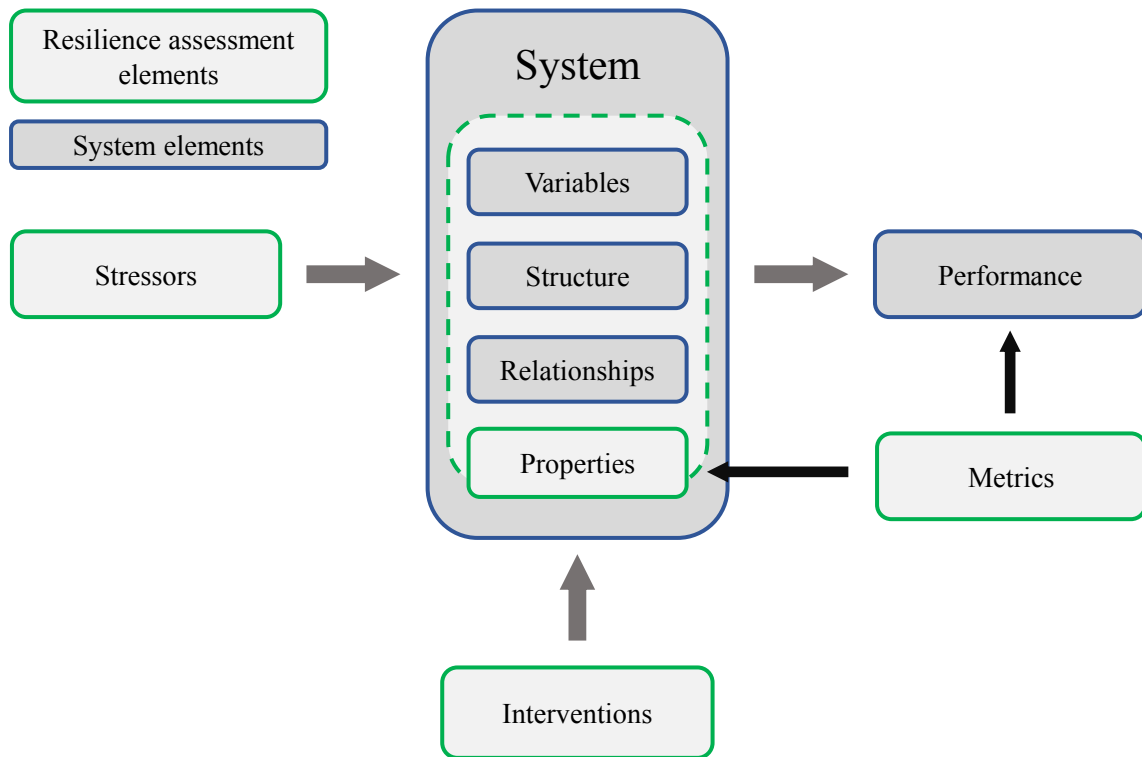 Resilience assessment
elements
System elements
System
Variables
Structure
Relationships
Properties
Stressors
Performance
Metrics
Interventions